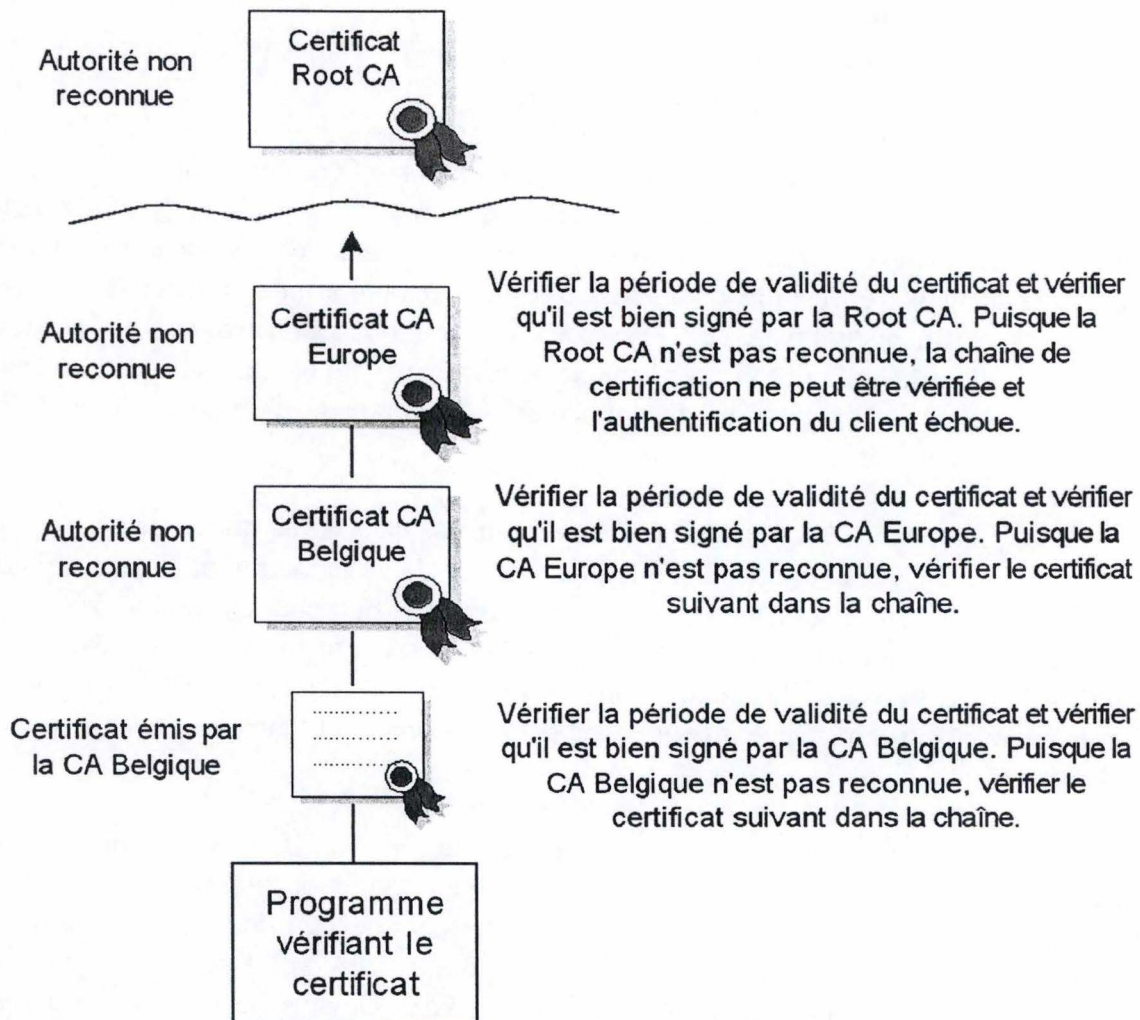 Autorité non
reconnue
Certificat
Root CA
Autorité non
reconnue
Certificat CA
Europe
Vérifier la période de validité du certificat et vérifier
qu'il est bien signé par la Root CA. Puisque la
Root CA n'est pas reconnue, la chaîne de
certification ne peut être vérifiée et
l'authentification du client échoue.
Autorité non
reconnue
Certificat CA
Belgique
Vérifier la période de validité du certificat et vérifier
qu'il est bien signé par la CA Europe. Puisque la
CA Europe n'est pas reconnue, vérifier le certificat
suivant dans la chaîne.
Certificat émis par
la CA Belgique
Vérifier la période de validité du certificat et vérifier
qu'il est bien signé par la CA Belgique. Puisque la
CA Belgique n'est pas reconnue, vérifier le
certificat suivant dans la chaîne.
Programme
vérifiant le
certificat